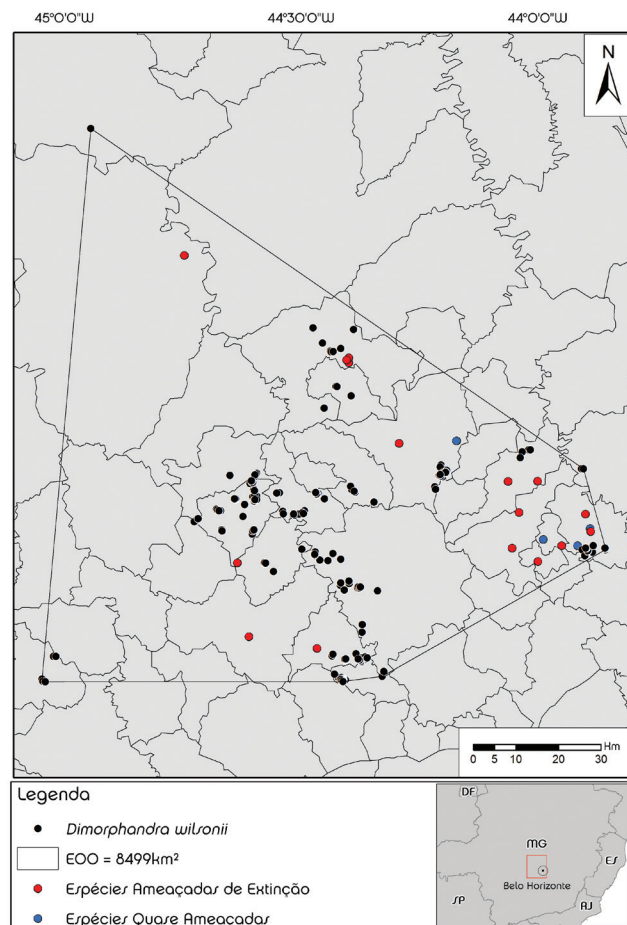 45°0'0"W 44°30'0"W 44°0'0"W
N
0 5 10 20 30
Hm
Legenda
Dimorphandra wilsonii
EOO = 8499km²
Espécies Ameaçadas de Extinção
Espécies Quase Ameaçadas
DF
MG
ES
Belo Horizonte
SP
RJ